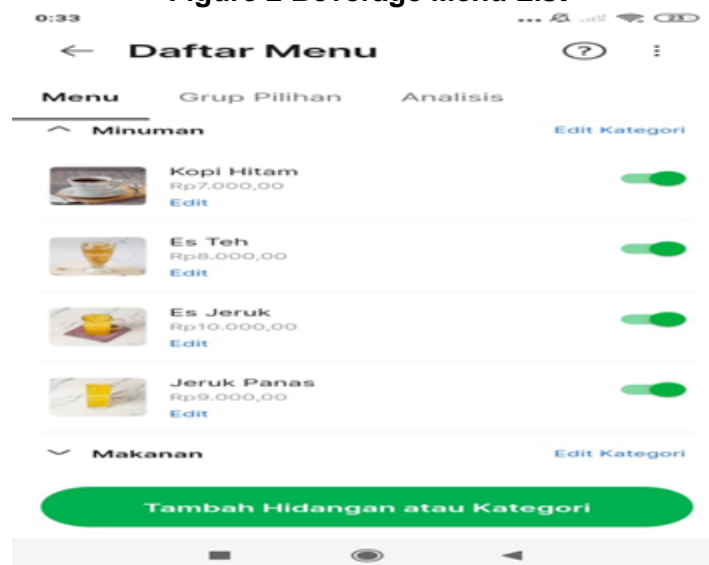 Figure 2 Beverage Menu List
0:33
23
Daftar Menu
?
Menu Grup Pilihan Analisis
Minuman Edit Kategori
Kopi Hitam
Rp7.000,00
Edit
Es Teh
Rp8.000,00
Edit
Es Jeruk
Rp10.000,00
Edit
Jeruk Panas
Rp9.000,00
Edit
Makanan Edit Kategori
Tambah Hidangan atau Kategori